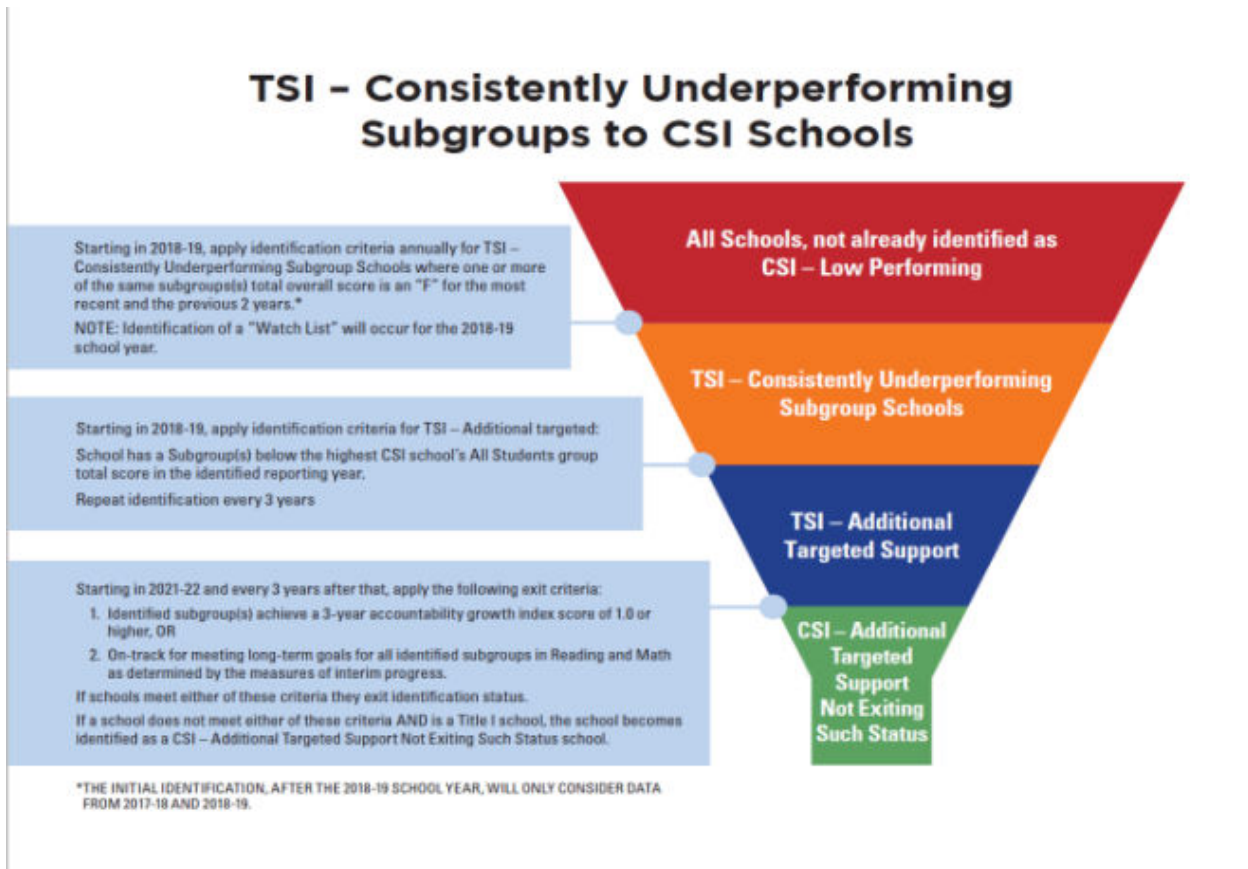 TSI – Consistently Underperforming
Subgroups to CSI Schools
Starting in 2018-19, apply identification criteria annually for TSI –
Consistently Underperforming Subgroup Schools where one or more
of the same subgroups(s) total overall score is an "F" for the most
recent and the previous 2 years.*
NOTE: Identification of a "Watch List" will occur for the 2018-19
school year.
Starting in 2018-19, apply identification criteria for TSI – Additional targeted:
School has a Subgroup(s) below the highest CSI school's All Students group
total score in the identified reporting year.
Repeat identification every 3 years
Starting in 2021-22 and every 3 years after that, apply the following exit criteria:
1. Identified subgroup(s) achieve a 3-year accountability growth index score of 1.0 or
higher, OR
2. On-track for meeting long-term goals for all identified subgroups in Reading and Math
as determined by the measures of interim progress.
If schools meet either of these criteria they exit identification status.
If a school does not meet either of these criteria AND is a Title I school, the school becomes
identified as a CSI – Additional Targeted Support Not Exiting Such Status school.
*THE INITIAL IDENTIFICATION, AFTER THE 2018-19 SCHOOL YEAR, WILL ONLY CONSIDER DATA
FROM 2017-18 AND 2018-19.
All Schools, not already identified as
CSI – Low Performing
TSI – Consistently Underperforming
Subgroup Schools
TSI – Additional
Targeted Support
CSI – Additional
Targeted
Support
Not Exiting
Such Status